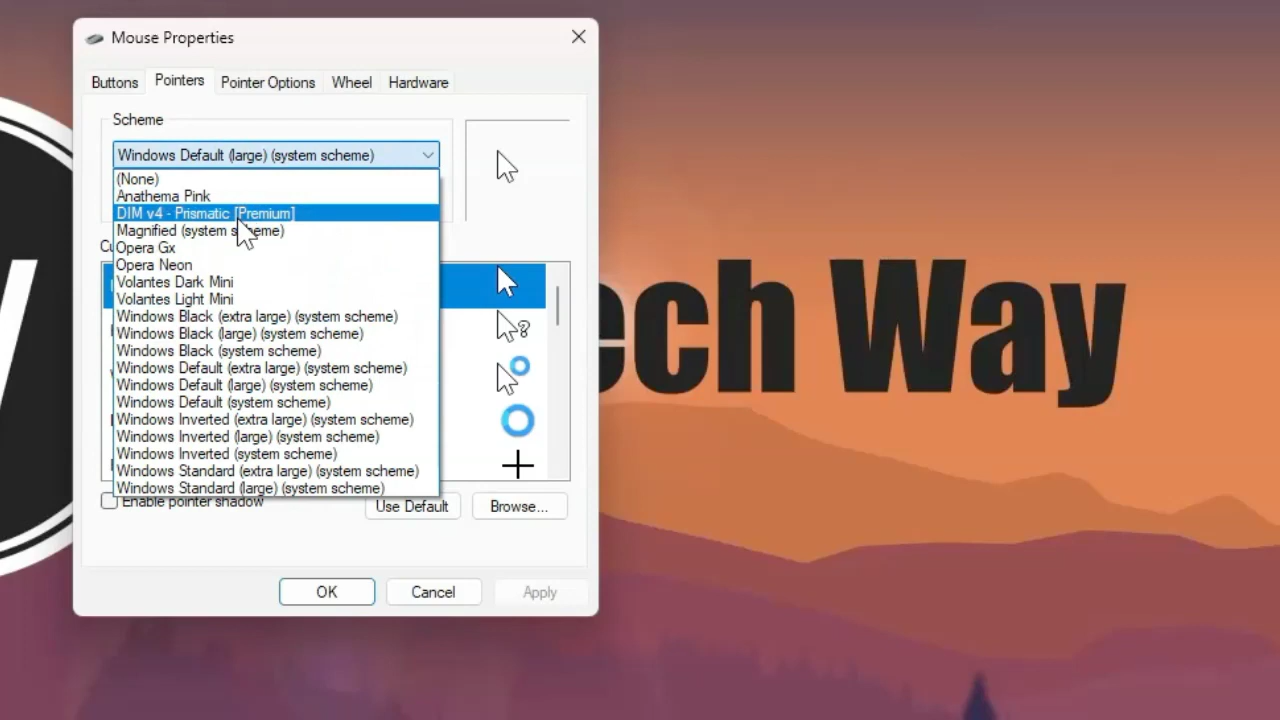 Mouse Properties
Buttons Pointers Pointer Options Wheel Hardware
Scheme
Windows Default (large) (system scheme)
(None)
Anathema Pink
DIM v4 - Prismatic [Premium]
Magnified (system scheme)
Opera Gx
Opera Neon
Volantes Dark Mini
Volantes Light Mini
Windows Black (extra large) (system scheme)
Windows Black (large) (system scheme)
Windows Black (system scheme)
Windows Default (extra large) (system scheme)
Windows Default (large) (system scheme)
Windows Default (system scheme)
Windows Inverted (extra large) (system scheme)
Windows Inverted (large) (system scheme)
Windows Inverted (system scheme)
Windows Standard (extra large) (system scheme)
Windows Standard (large) (system scheme)
Enable pointer shadow
Use Default Browse...
OK Cancel Apply
ech Way